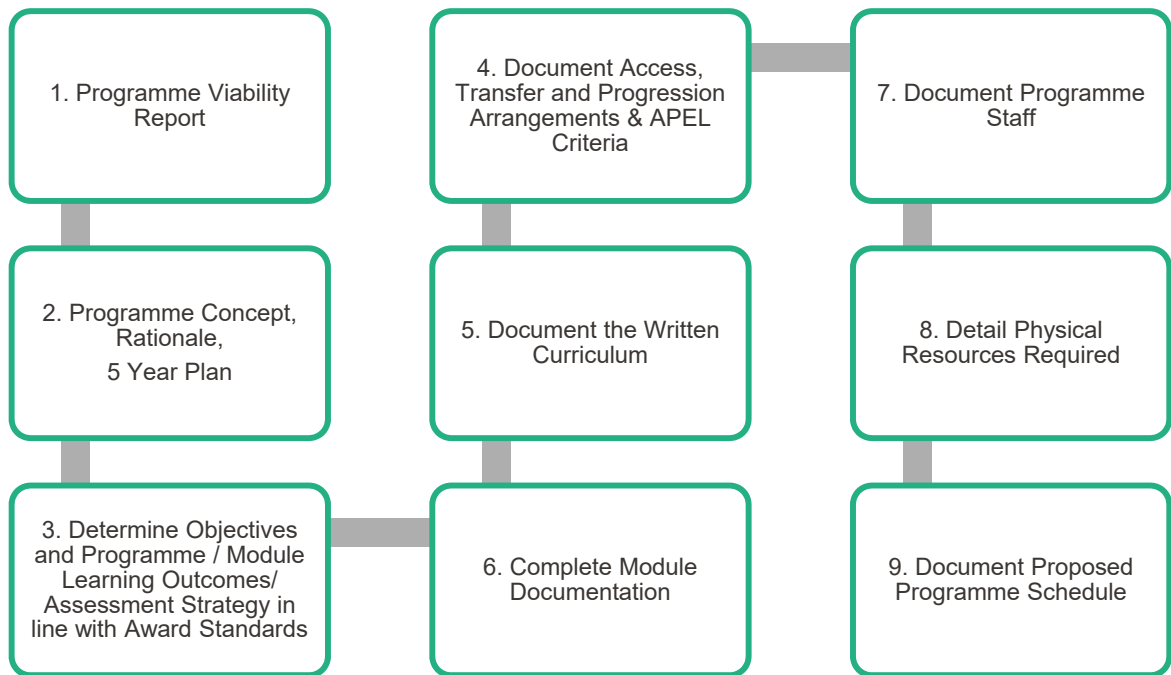 1. Programme Viability
Report
2. Programme Concept,
Rationale,
5 Year Plan
3. Determine Objectives
and Programme / Module
Learning Outcomes/
Assessment Strategy in
line with Award Standards
4. Document Access,
Transfer and Progression
Arrangements & APEL
Criteria
5. Document the Written
Curriculum
6. Complete Module
Documentation
7. Document Programme
Staff
8. Detail Physical
Resources Required
9. Document Proposed
Programme Schedule